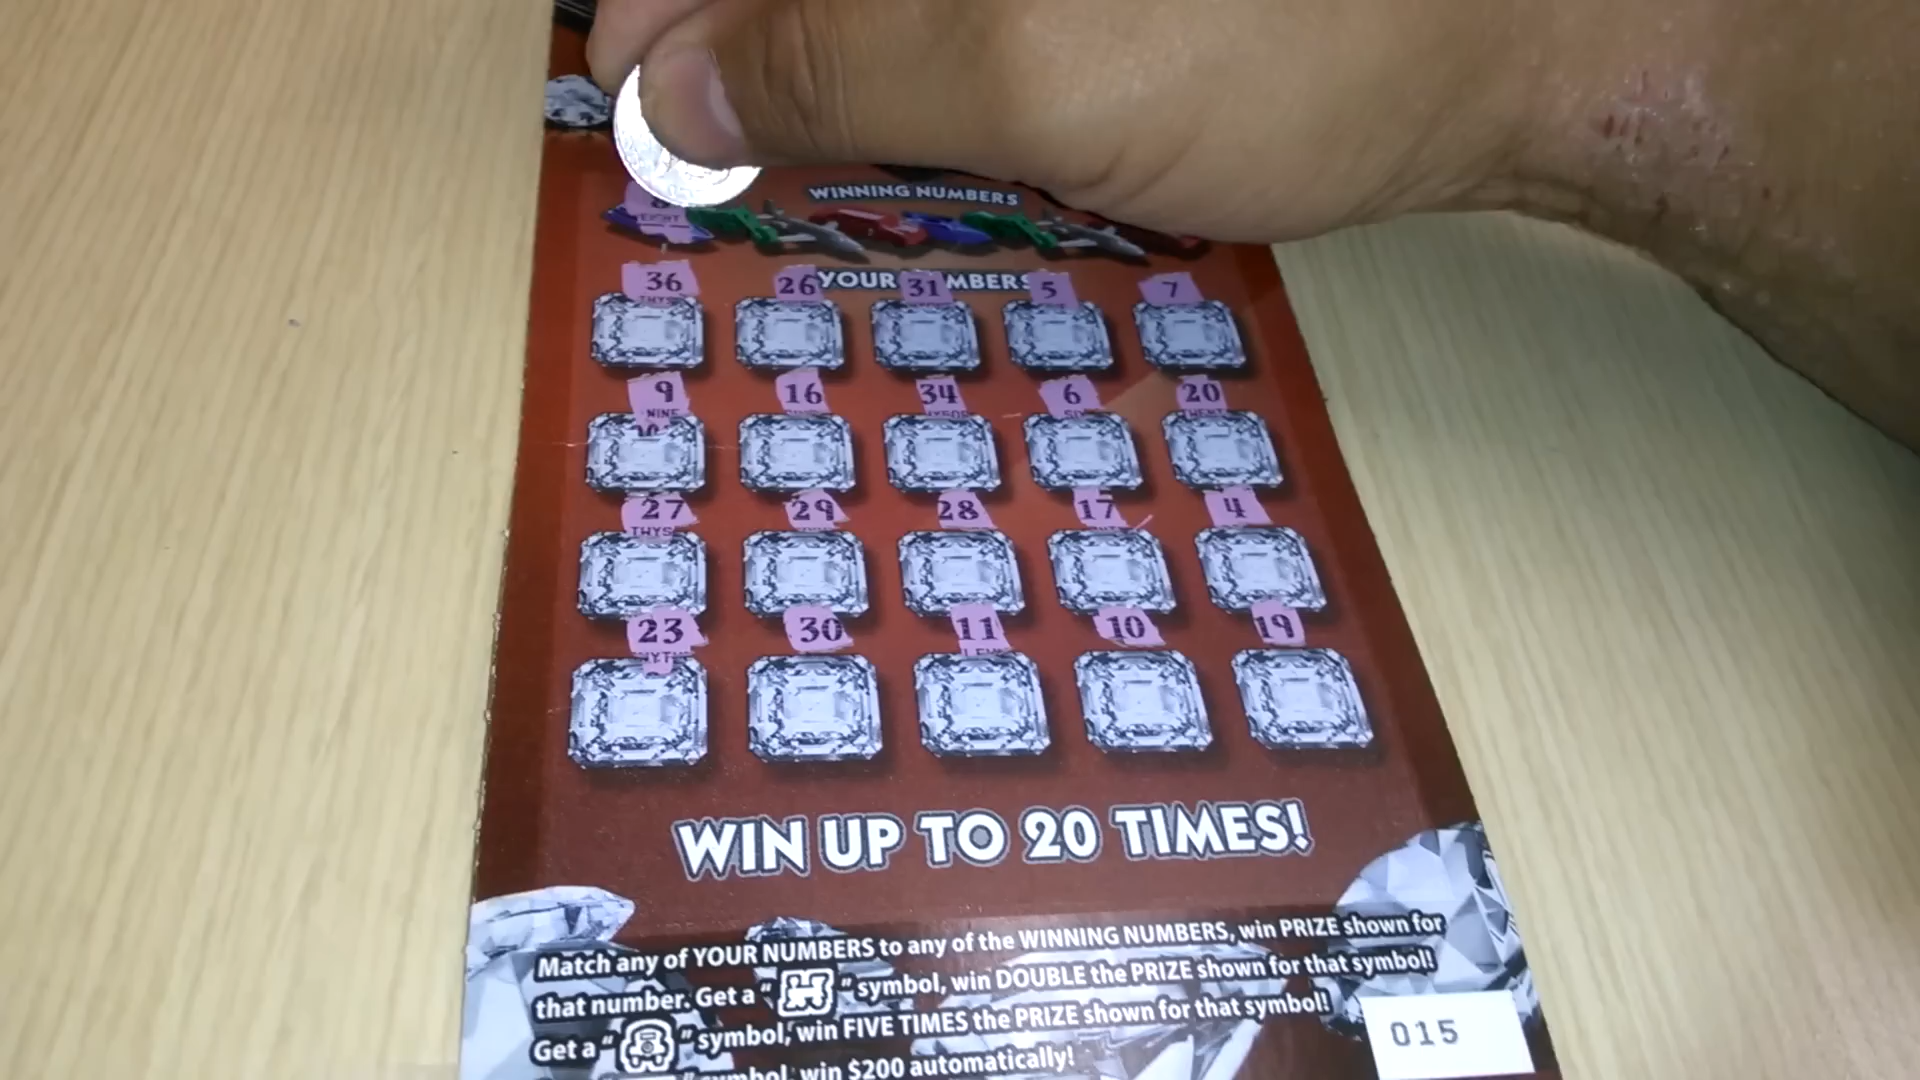 WINNING NUMBERS
EIGHT
YOUR NUMBERS
36 26 31 5 7
9 16 34 6 20
NINE SIX
27 29 28 17 4
23 30 11 10 19
WIN UP TO 20 TIMES!
Match any of YOUR NUMBERS to any of the WINNING NUMBERS, win PRIZE shown for
that number. Get a " " symbol, win DOUBLE the PRIZE shown for that symbol!
Get a " " symbol, win FIVE TIMES the PRIZE shown for that symbol!
symbol, win $200 automatically!
015